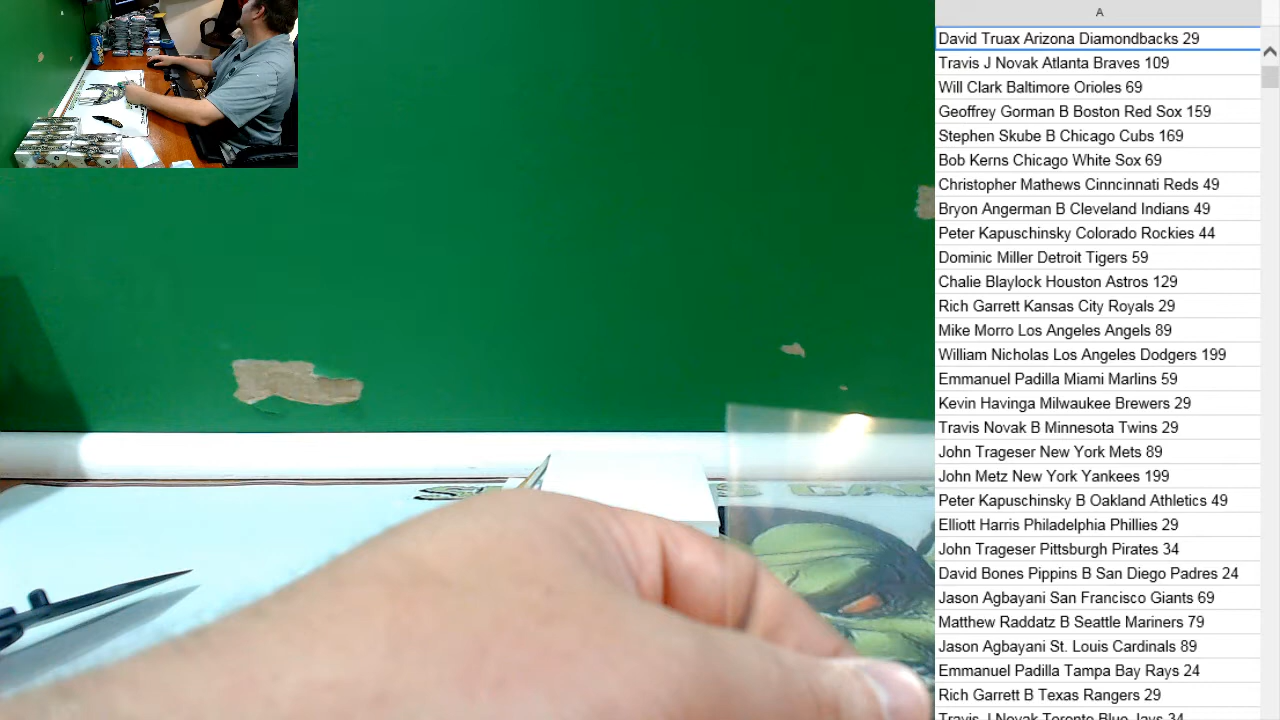 A
David Truax Arizona Diamondbacks 29
Travis J Novak Atlanta Braves 109
Will Clark Baltimore Orioles 69
Geoffrey Gorman B Boston Red Sox 159
Stephen Skube B Chicago Cubs 169
Bob Kerns Chicago White Sox 69
Christopher Mathews Cinncinnati Reds 49
Bryon Angerman B Cleveland Indians 49
Peter Kapuschinsky Colorado Rockies 44
Dominic Miller Detroit Tigers 59
Chalie Blaylock Houston Astros 129
Rich Garrett Kansas City Royals 29
Mike Morro Los Angeles Angels 89
William Nicholas Los Angeles Dodgers 199
Emmanuel Padilla Miami Marlins 59
Kevin Havinga Milwaukee Brewers 29
Travis Novak B Minnesota Twins 29
John Trageser New York Mets 89
John Metz New York Yankees 199
Peter Kapuschinsky B Oakland Athletics 49
Elliott Harris Philadelphia Phillies 29
John Trageser Pittsburgh Pirates 34
David Bones Pippins B San Diego Padres 24
Jason Agbayani San Francisco Giants 69
Matthew Raddatz B Seattle Mariners 79
Jason Agbayani St. Louis Cardinals 89
Emmanuel Padilla Tampa Bay Rays 24
Rich Garrett B Texas Rangers 29
Travis J Novak Toronto Blue Jays 34